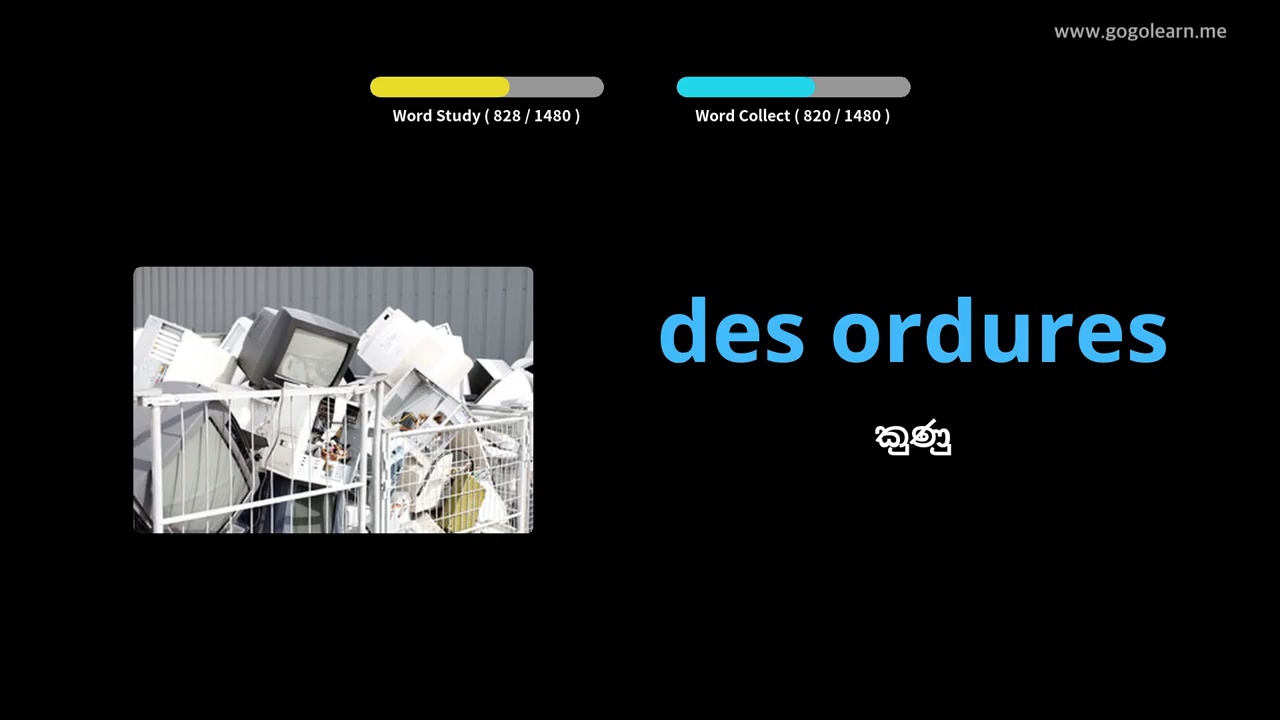 www.gogolearn.me
Word Study ( 828 / 1480 )
Word Collect ( 820 / 1480 )
des ordures
කුණු